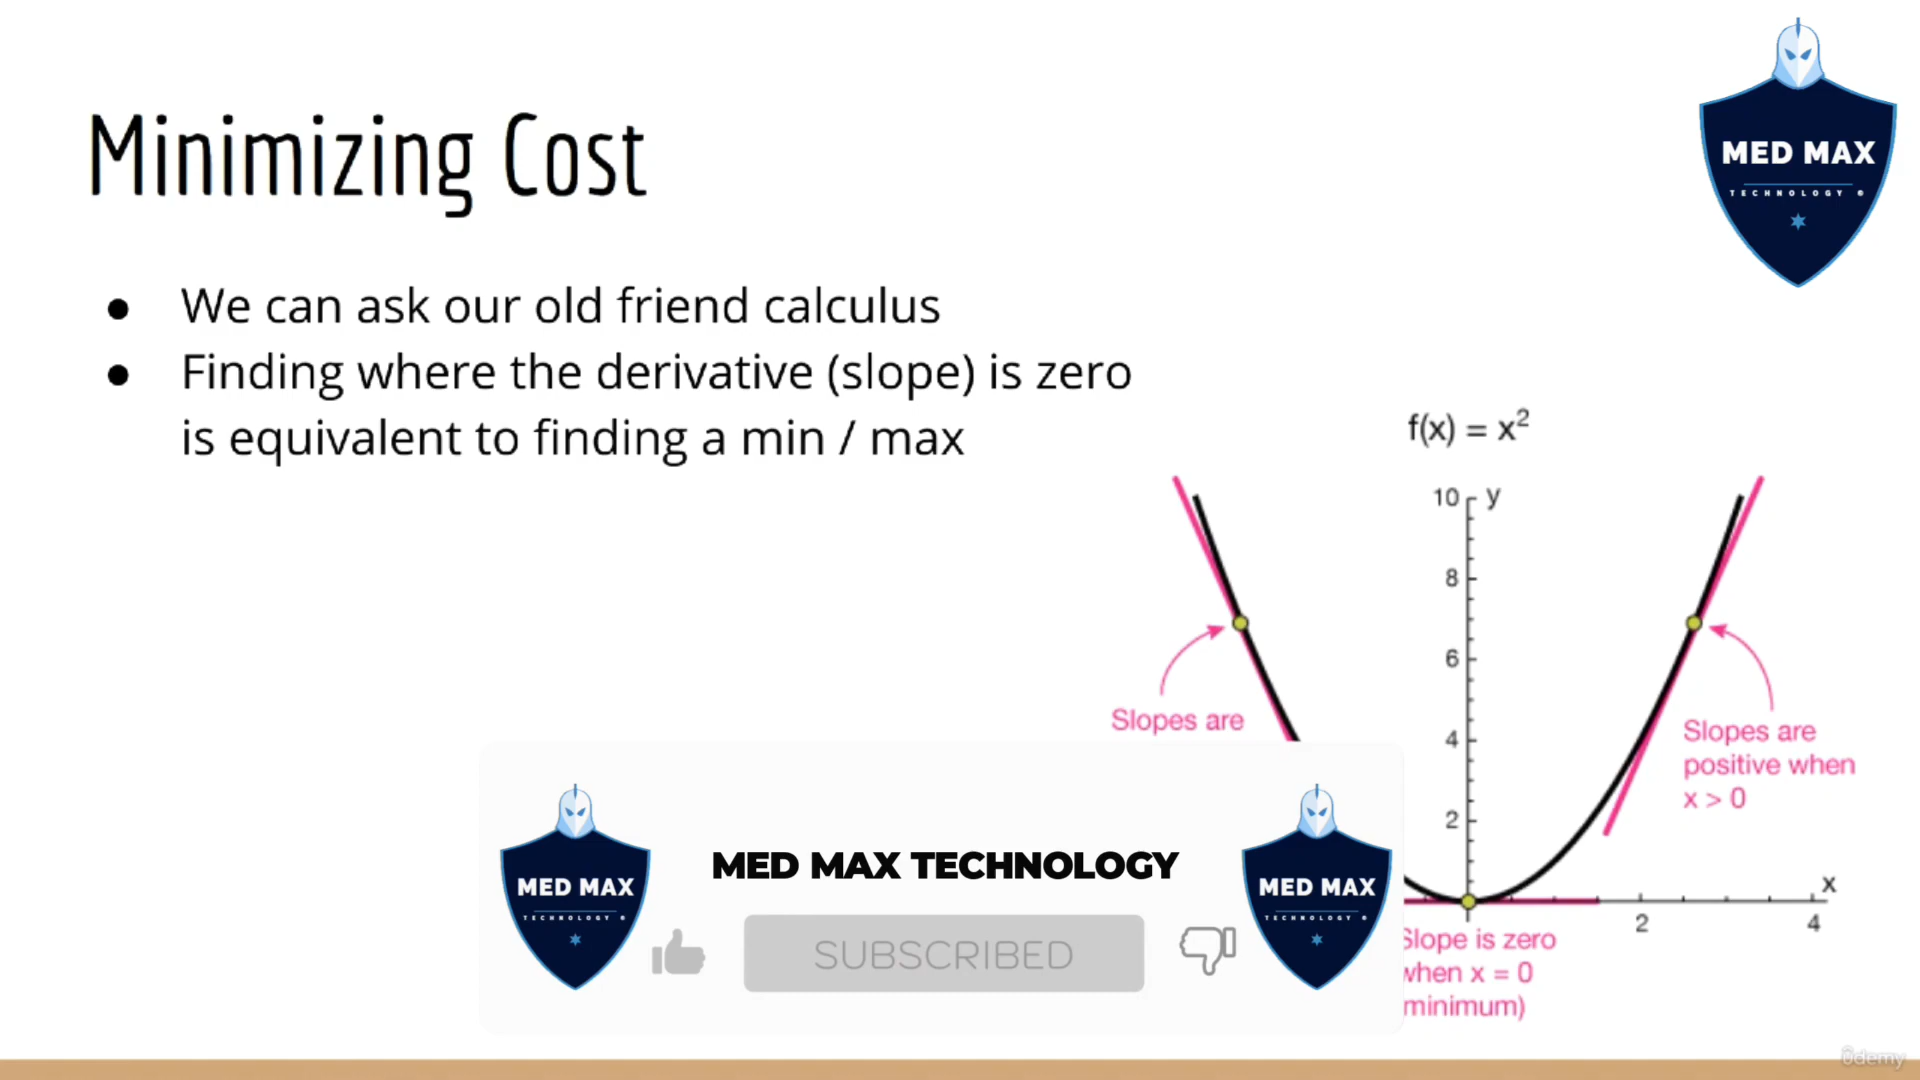 Minimizing Cost
MED MAX
TECHNOLOGY ®
● We can ask our old friend calculus
● Finding where the derivative (slope) is zero
is equivalent to finding a min / max
f(x) = x²
10 y
8
6
4
2
x
2 4
Slopes are
Slopes are
positive when
x > 0
Slope is zero
when x = 0
minimum)
MED MAX TECHNOLOGY
MED MAX
TECHNOLOGY ®
SUBSCRIBED
MED MAX
TECHNOLOGY ®
ûdemy